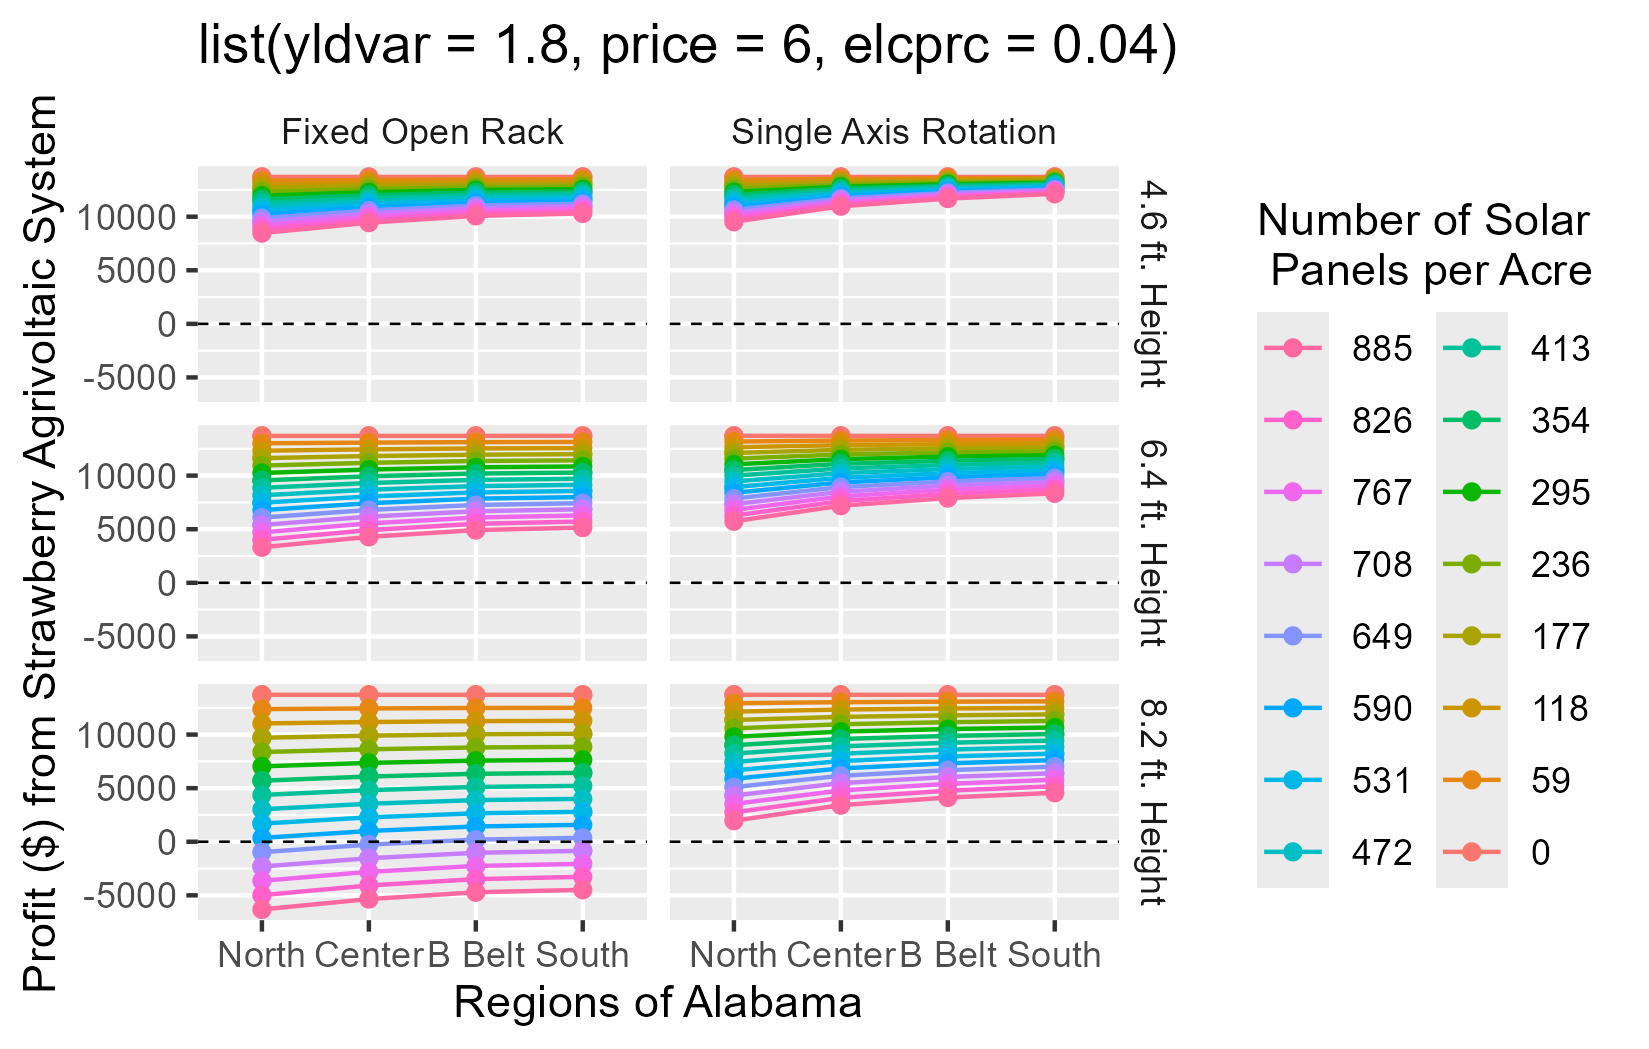 list(yldvar = 1.8, price = 6, elcprc = 0.04)
Profit ($) from Strawberry Agrivoltaic System
Fixed Open Rack
Single Axis Rotation
10000
5000
0
-5000
4.6 ft. Height
10000
5000
0
-5000
6.4 ft. Height
10000
5000
0
-5000
8.2 ft. Height
North Center B Belt South
North Center B Belt South
Regions of Alabama
Number of Solar
Panels per Acre
885 413
826 354
767 295
708 236
649 177
590 118
531 59
472 0